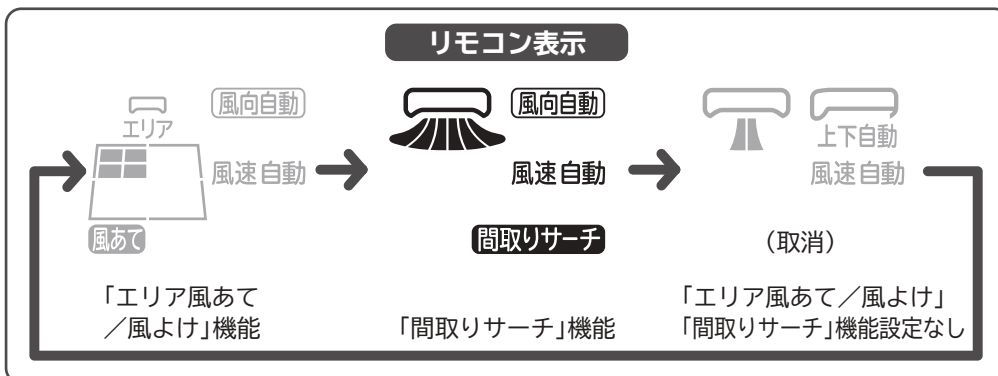 リモコン表示
エリア
風向自動
風速自動
風あて
「エリア風あて
／風よけ」機能
風向自動
風速自動
間取りサーチ
「間取りサーチ」機能
上下自動
風速自動
（取消）
「エリア風あて／風よけ」
「間取りサーチ」機能設定なし